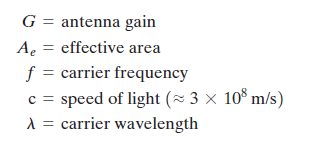 G = antenna gain
Aₑ = effective area
f = carrier frequency
c = speed of light (≈ 3 × 10⁸ m/s)
λ = carrier wavelength